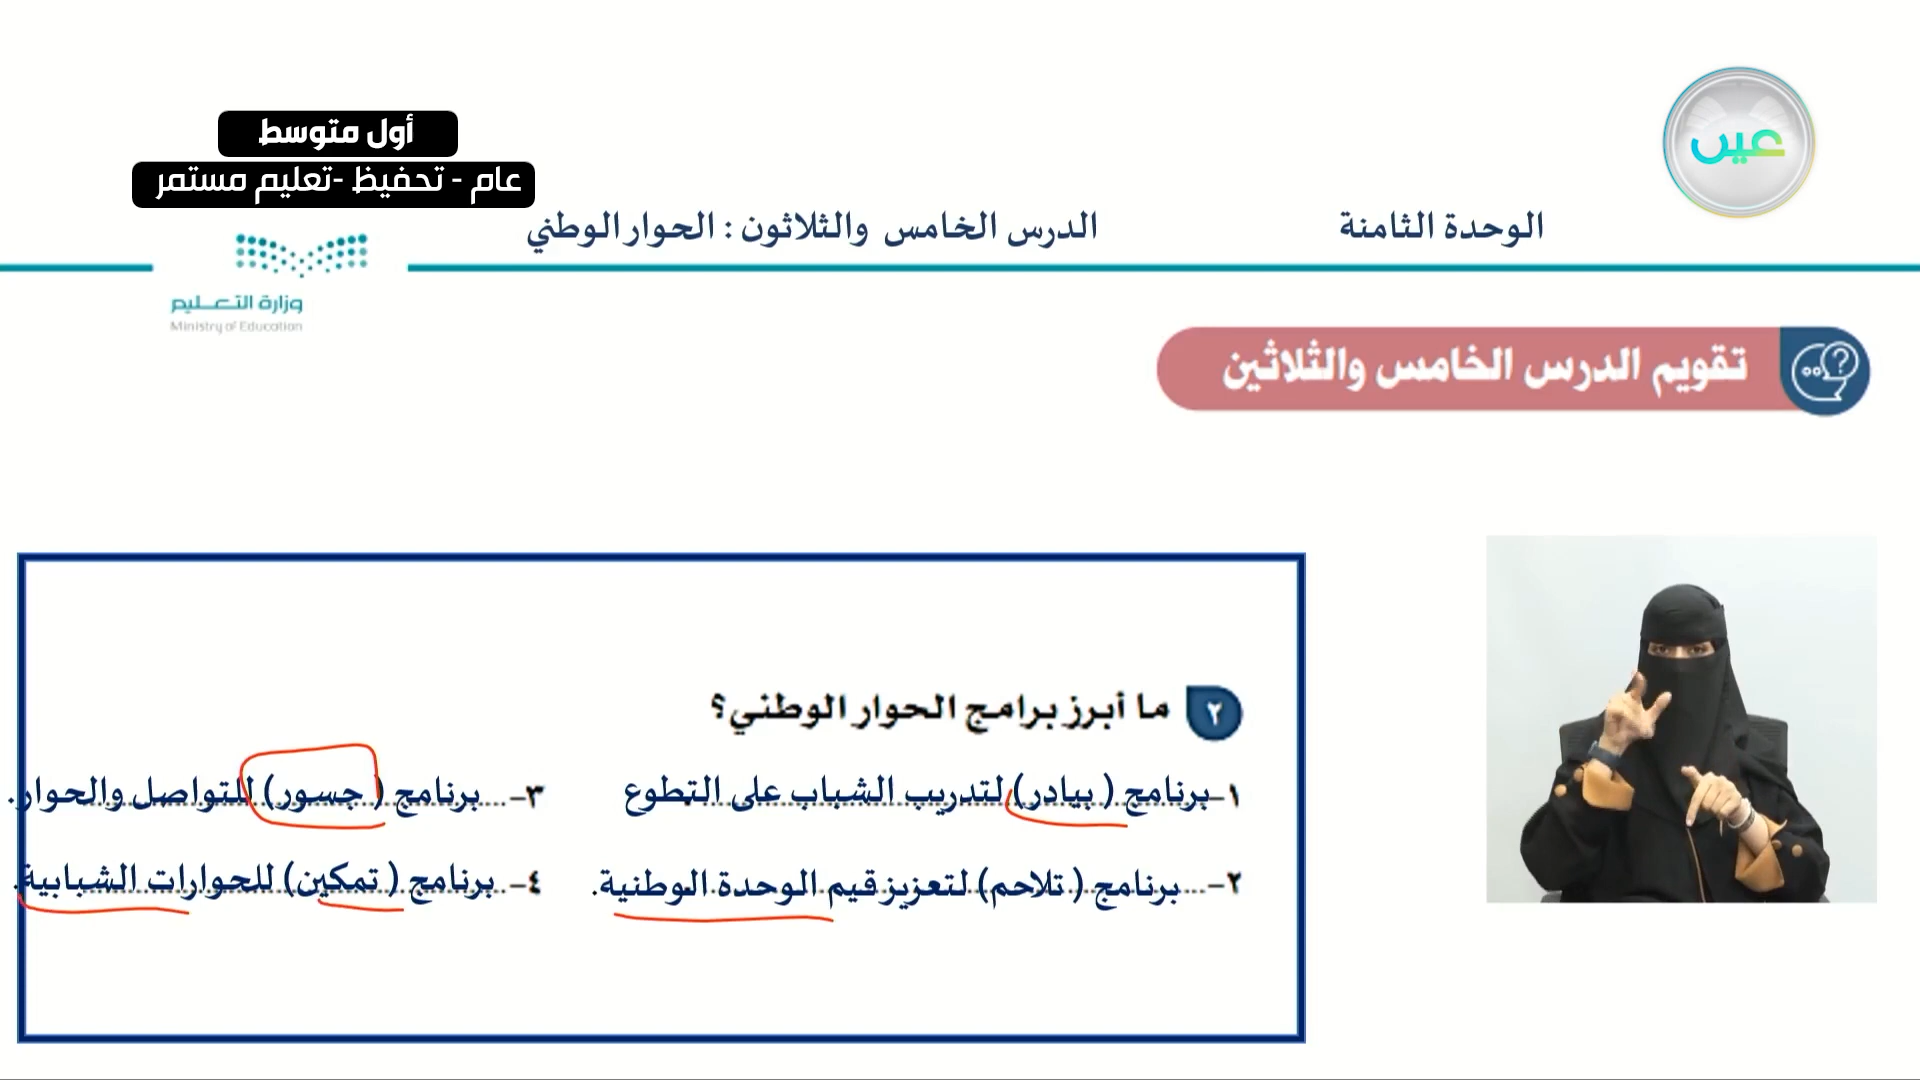 عين
أول متوسط
عام - تحفيظ -تعليم مستمر
الوحدة الثامنة
الدرس الخامس والثلاثون : الحوار الوطني
وزارة التعـــليم
Ministry of Education
تقويم الدرس الخامس والثلاثين
٢ ما أبرز برامج الحوار الوطني؟
١- برنامج ( بيادر) لتدريب الشباب على التطوع
٢- برنامج ( تلاحم) لتعزيز قيم الوحدة الوطنية.
٣- برنامج ( جسور) للتواصل والحوار.
٤- برنامج ( تمكين) للحوارات الشبابية.